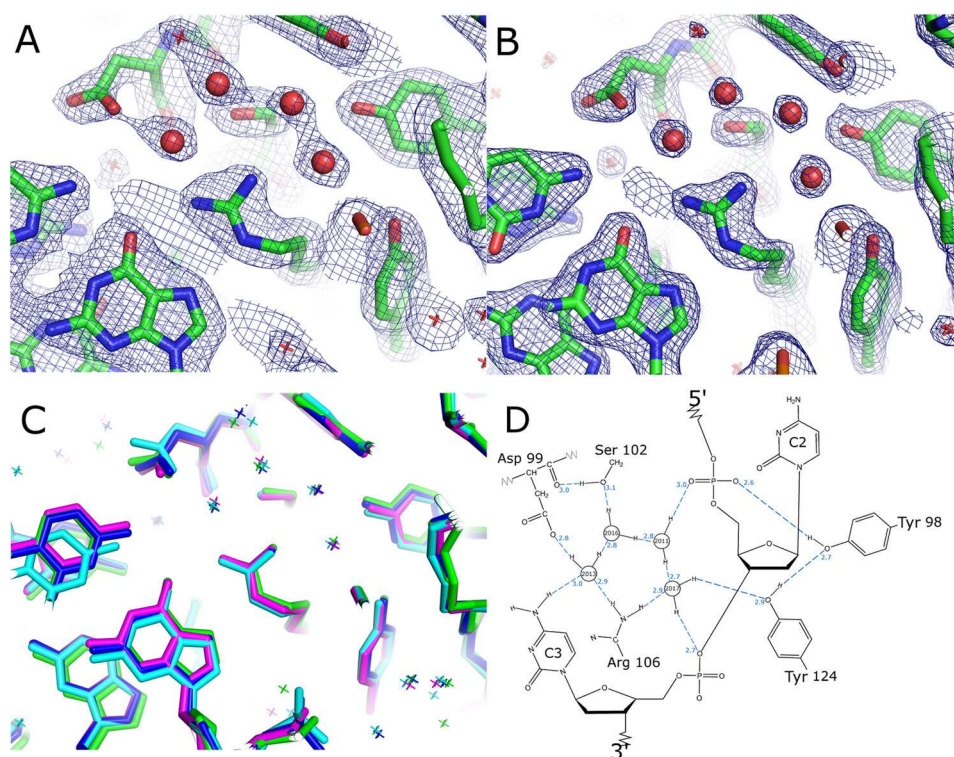 A
B
C
D
5'
H₂N
C2
N
O
N
Asp 99
Ser 102
CH₂
O
H
O
3.0
3.1
O
O
P
O
O
3.0
2.6
Tyr 98
H
O
2.7
2016
2.8
2011
2.8
O
2.8
2013
3.0
2.9
2.7
2017
2.9
O
2.9
2.7
Arg 106
Tyr 124
C3
N
O
N
O
O
P
O
O
3'